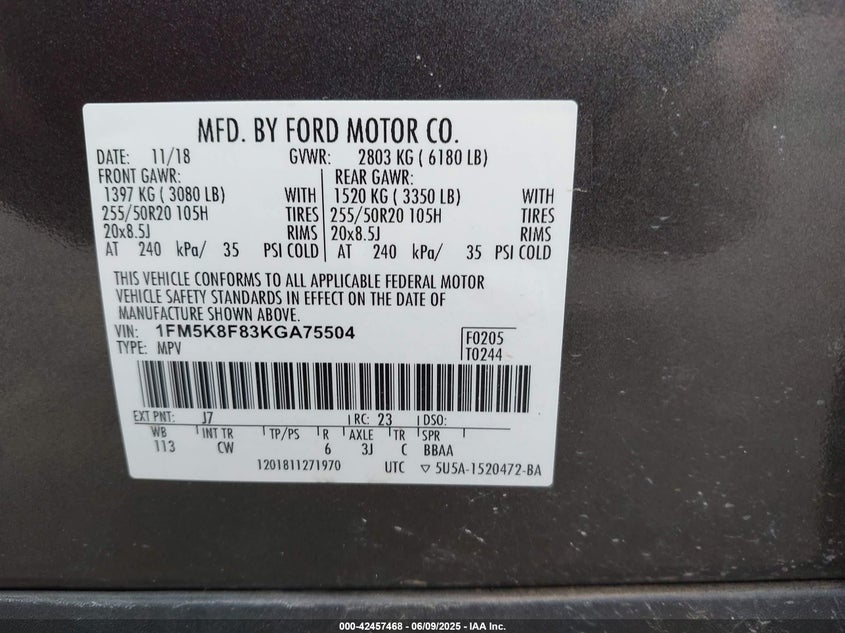 MFD. BY FORD MOTOR CO.
DATE: 11/18 GVWR: 2803 KG ( 6180 LB)
FRONT GAWR: REAR GAWR:
1397 KG ( 3080 LB) WITH 1520 KG ( 3350 LB) WITH
255/50R20 105H TIRES 255/50R20 105H TIRES
20x8.5J RIMS 20x8.5J RIMS
AT 240 kPa/ 35 PSI COLD AT 240 kPa/ 35 PSI COLD
THIS VEHICLE CONFORMS TO ALL APPLICABLE FEDERAL MOTOR
VEHICLE SAFETY STANDARDS IN EFFECT ON THE DATE OF
MANUFACTURE SHOWN ABOVE.
VIN: 1FM5K8F83KGA75504 F0205
TYPE: MPV T0244
EXT PNT: J7 RC: 23 DSO:
WB INT TR TP/PS R AXLE TR SPR
113 CW 6 3J C BBAA
1201811271970 UTC ▽ 5U5A-1520472-BA
000-42457468 - 06/09/2025 - IAA Inc.